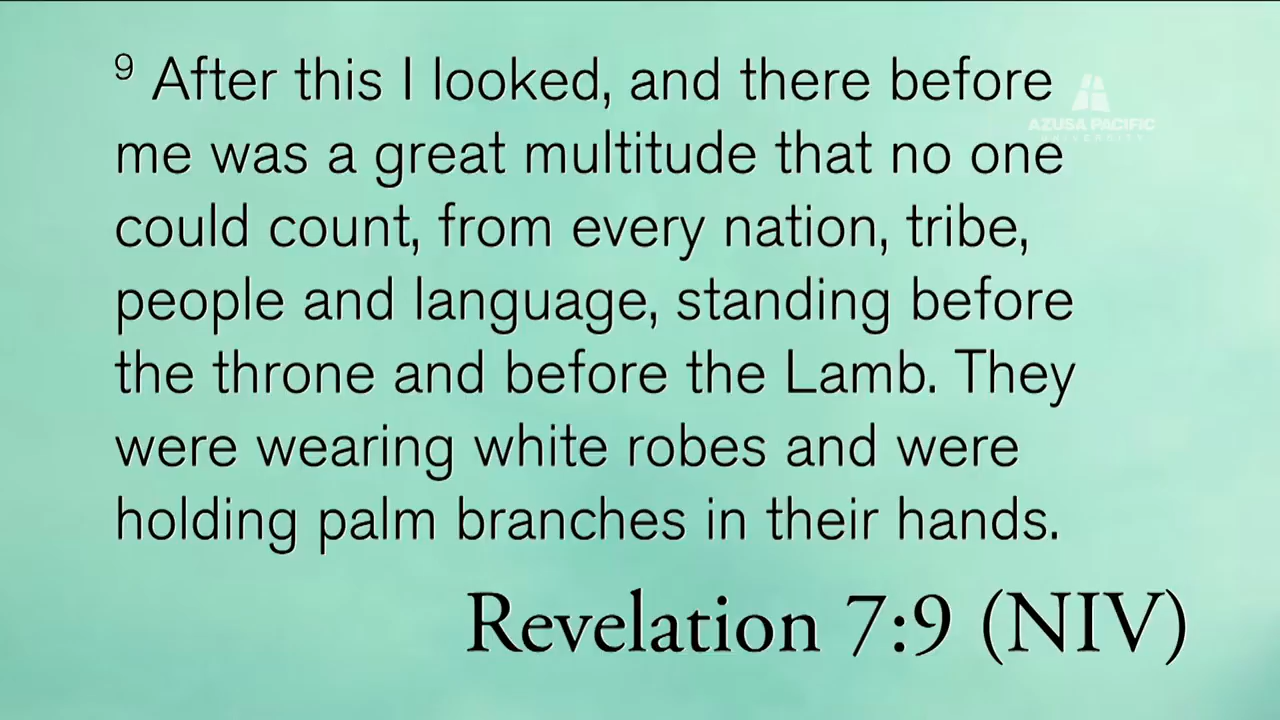 9 After this I looked, and there before
me was a great multitude that no one
could count, from every nation, tribe,
people and language, standing before
the throne and before the Lamb. They
were wearing white robes and were
holding palm branches in their hands.
Revelation 7:9 (NIV)
AZUSA PACIFIC
UNIVERSITY